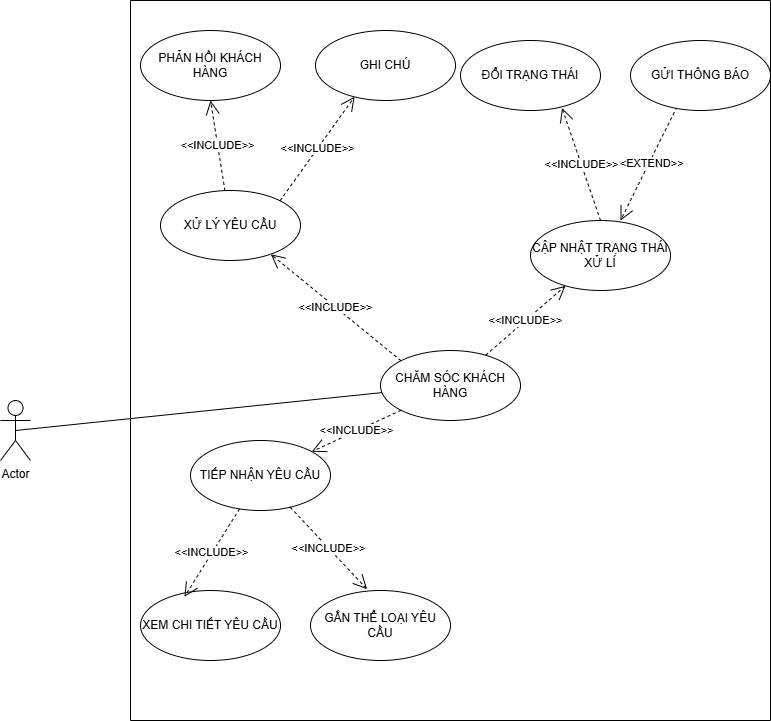 PHẢN HỒI KHÁCH
HÀNG
GHI CHÚ
ĐỔI TRẠNG THÁI
GỬI THÔNG BÁO
<<INCLUDE>>
<<INCLUDE>>
<<INCLUDE>>
<EXTEND>>
XỬ LÝ YÊU CẦU
CẬP NHẬT TRẠNG THÁI
XỬ LÍ
<<INCLUDE>>
<<INCLUDE>>
CHĂM SÓC KHÁCH
HÀNG
<<INCLUDE>>
Actor
TIẾP NHẬN YÊU CẦU
<<INCLUDE>>
<<INCLUDE>>
XEM CHI TIẾT YÊU CẦU
GẮN THỂ LOẠI YÊU
CẦU